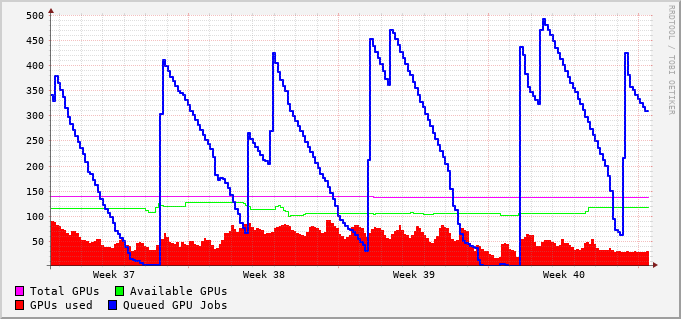 500
450
400
350
300
250
200
150
100
50
Week 37 Week 38 Week 39 Week 40
Total GPUs Available GPUs
GPUs used Queued GPU Jobs
RRDTOOL / TOBI OETIKER